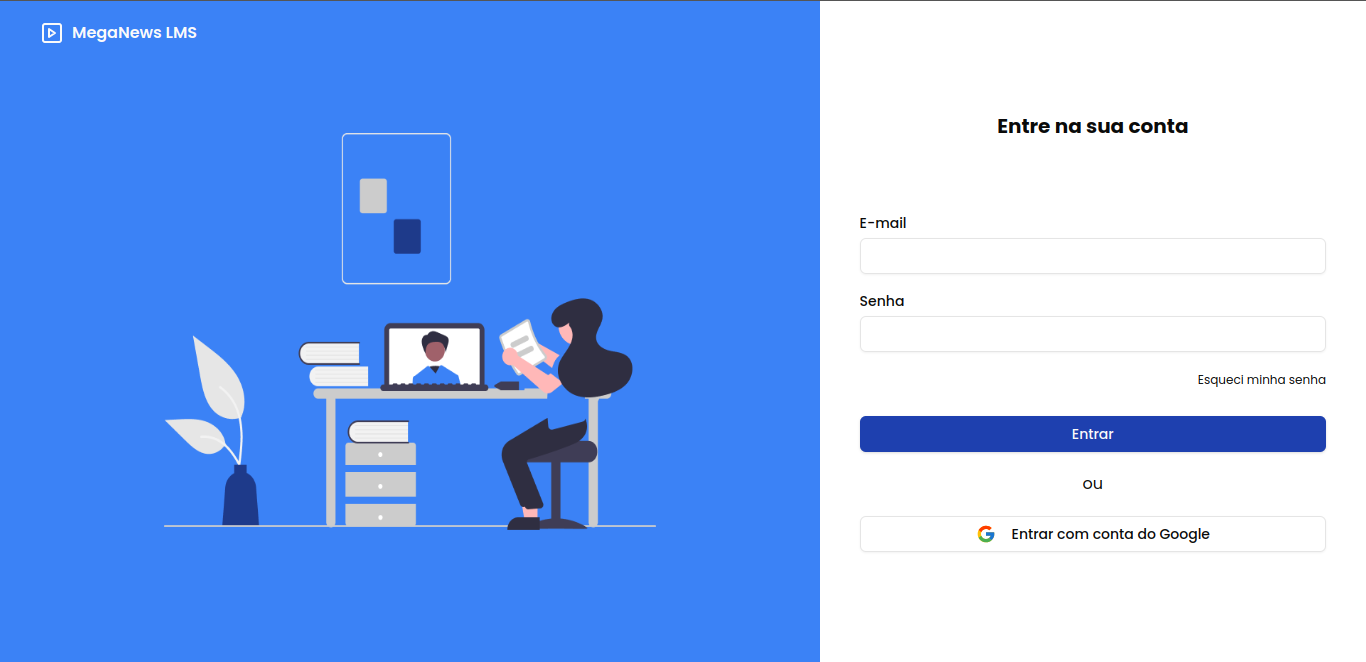 MegaNews LMS
Entre na sua conta
E-mail
Senha
Esqueci minha senha
Entrar
ou
Entrar com conta do Google